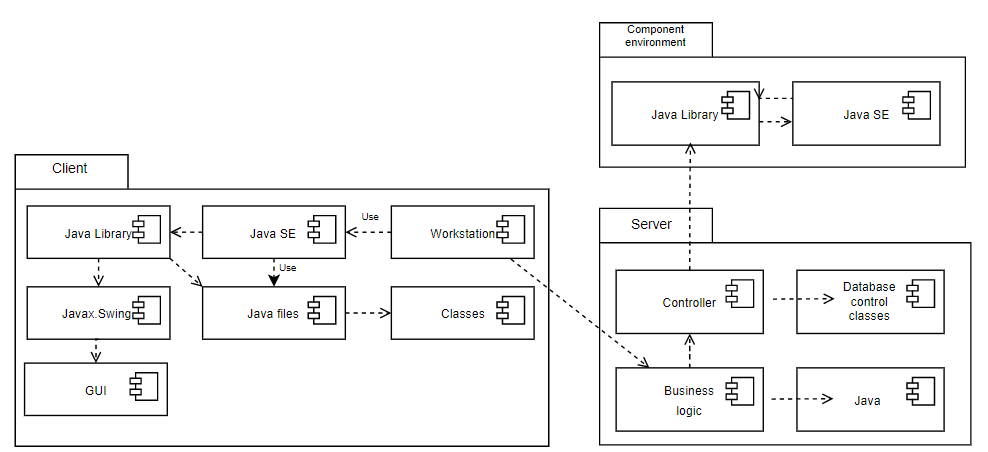 Component
environment
Java Library
Java SE
Client
Java Library
Java SE
Use
Workstation
Use
Javax.Swing
Java files
Classes
GUI
Server
Controller
Database
control
classes
Business
logic
Java